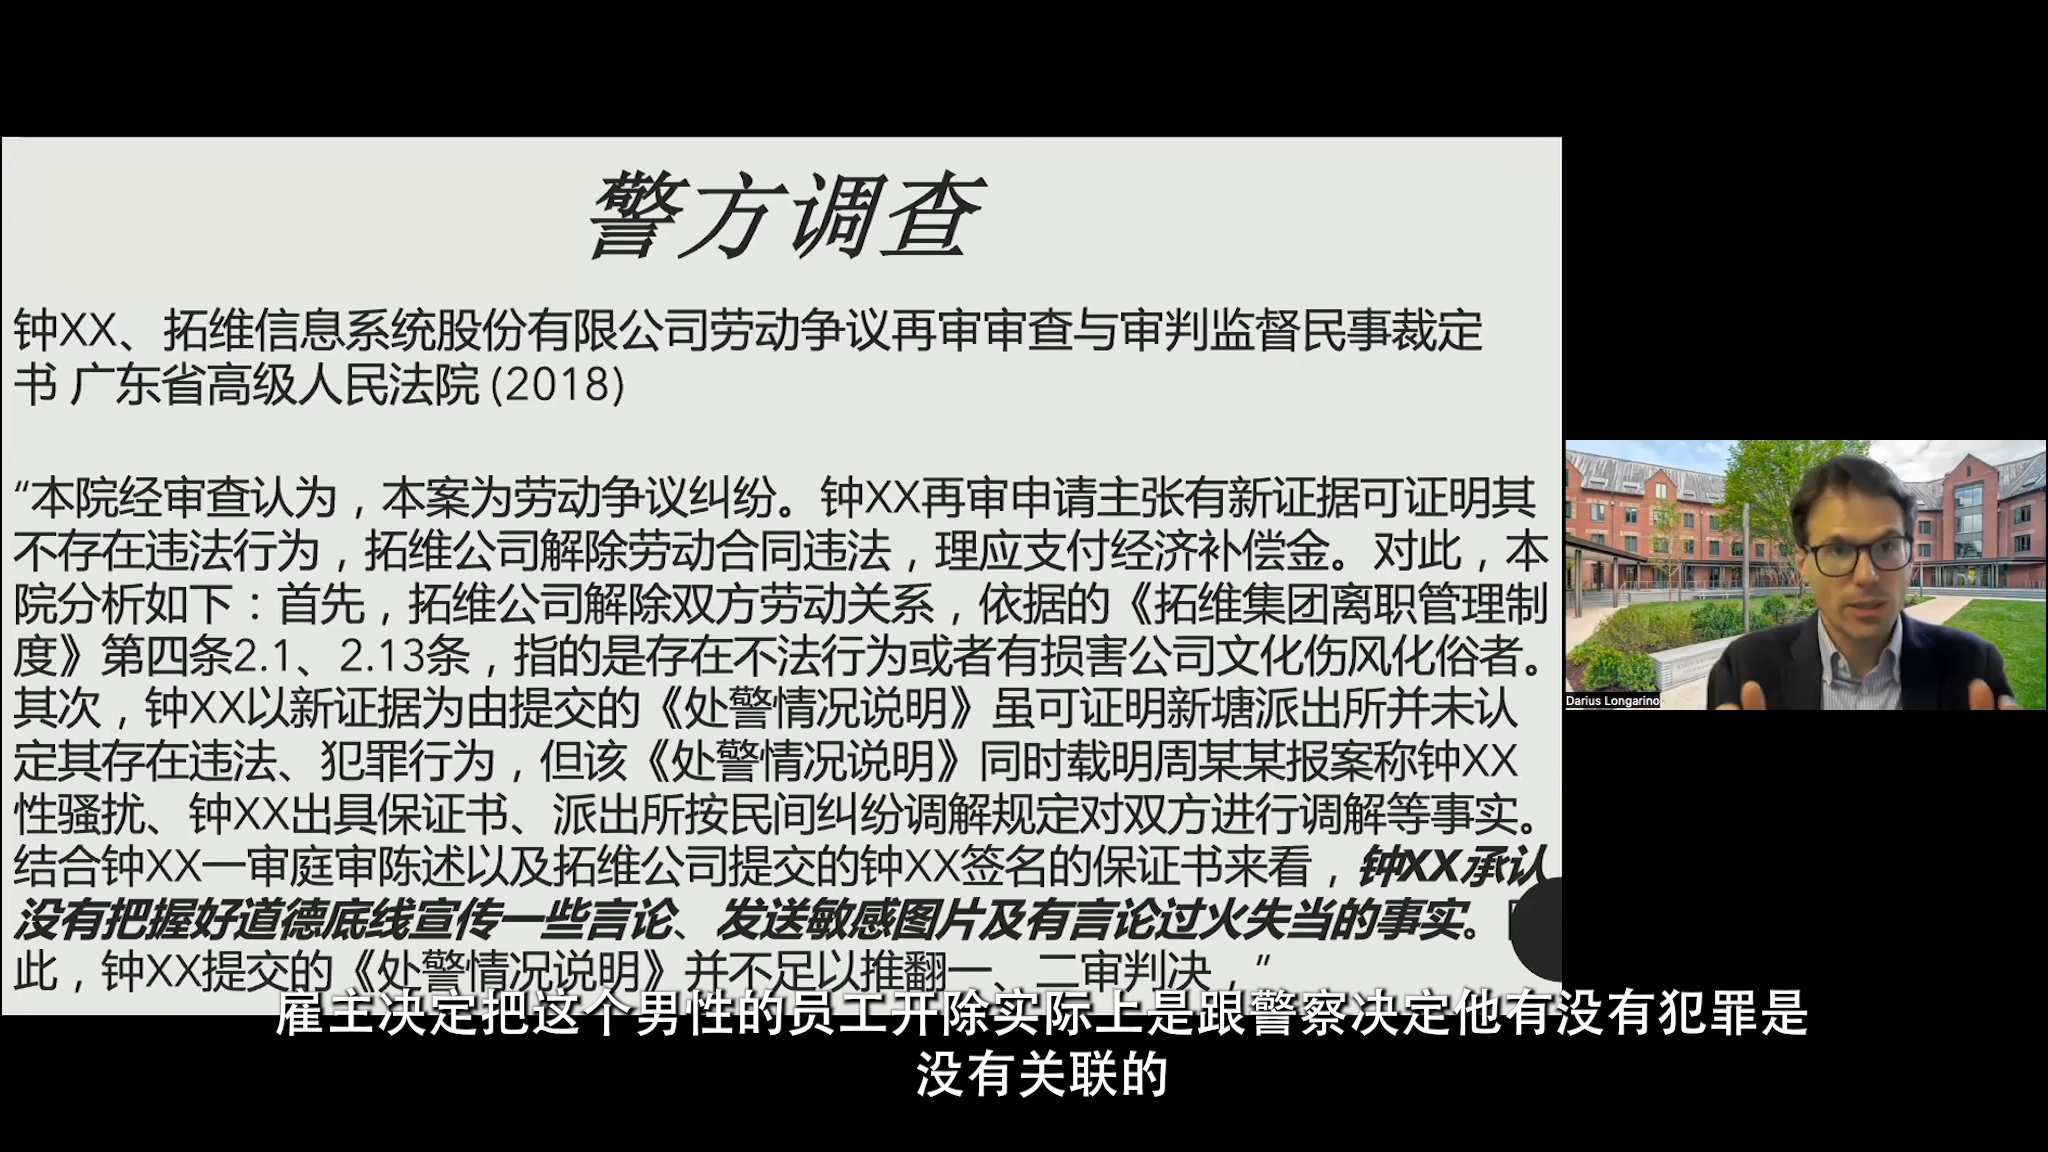 警方调查
钟XX、拓维信息系统股份有限公司劳动争议再审审查与审判监督民事裁定
书 广东省高级人民法院 (2018)
“本院经审查认为，本案为劳动争议纠纷。钟XX再审申请主张有新证据可证明其
不存在违法行为，拓维公司解除劳动合同违法，理应支付经济补偿金。对此，本
院分析如下：首先，拓维公司解除双方劳动关系，依据的《拓维集团离职管理制
度》第四条2.1、2.13条，指的是存在不法行为或者有损害公司文化伤风化俗者。
其次，钟XX以新证据为由提交的《处警情况说明》虽可证明新塘派出所并未认
定其存在违法、犯罪行为，但该《处警情况说明》同时载明周某某报案称钟XX
性骚扰、钟XX出具保证书、派出所按民间纠纷调解规定对双方进行调解等事实。
结合钟XX一审庭审陈述以及拓维公司提交的钟XX签名的保证书来看，钟XX承认
没有把握好道德底线宣传一些言论、发送敏感图片及有言论过火失当的事实。
此，钟XX提交的《处警情况说明》并不足以推翻一、二审判决，”
Darius Longarino
雇主决定把这个男性的员工开除实际上是跟警察决定他有没有犯罪是
没有关联的